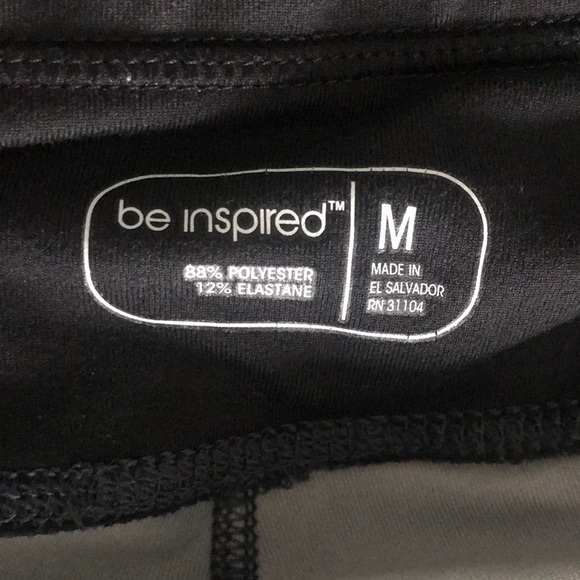 be inspired™
88% POLYESTER
12% ELASTANE
M
MADE IN
EL SALVADOR
RN 31104